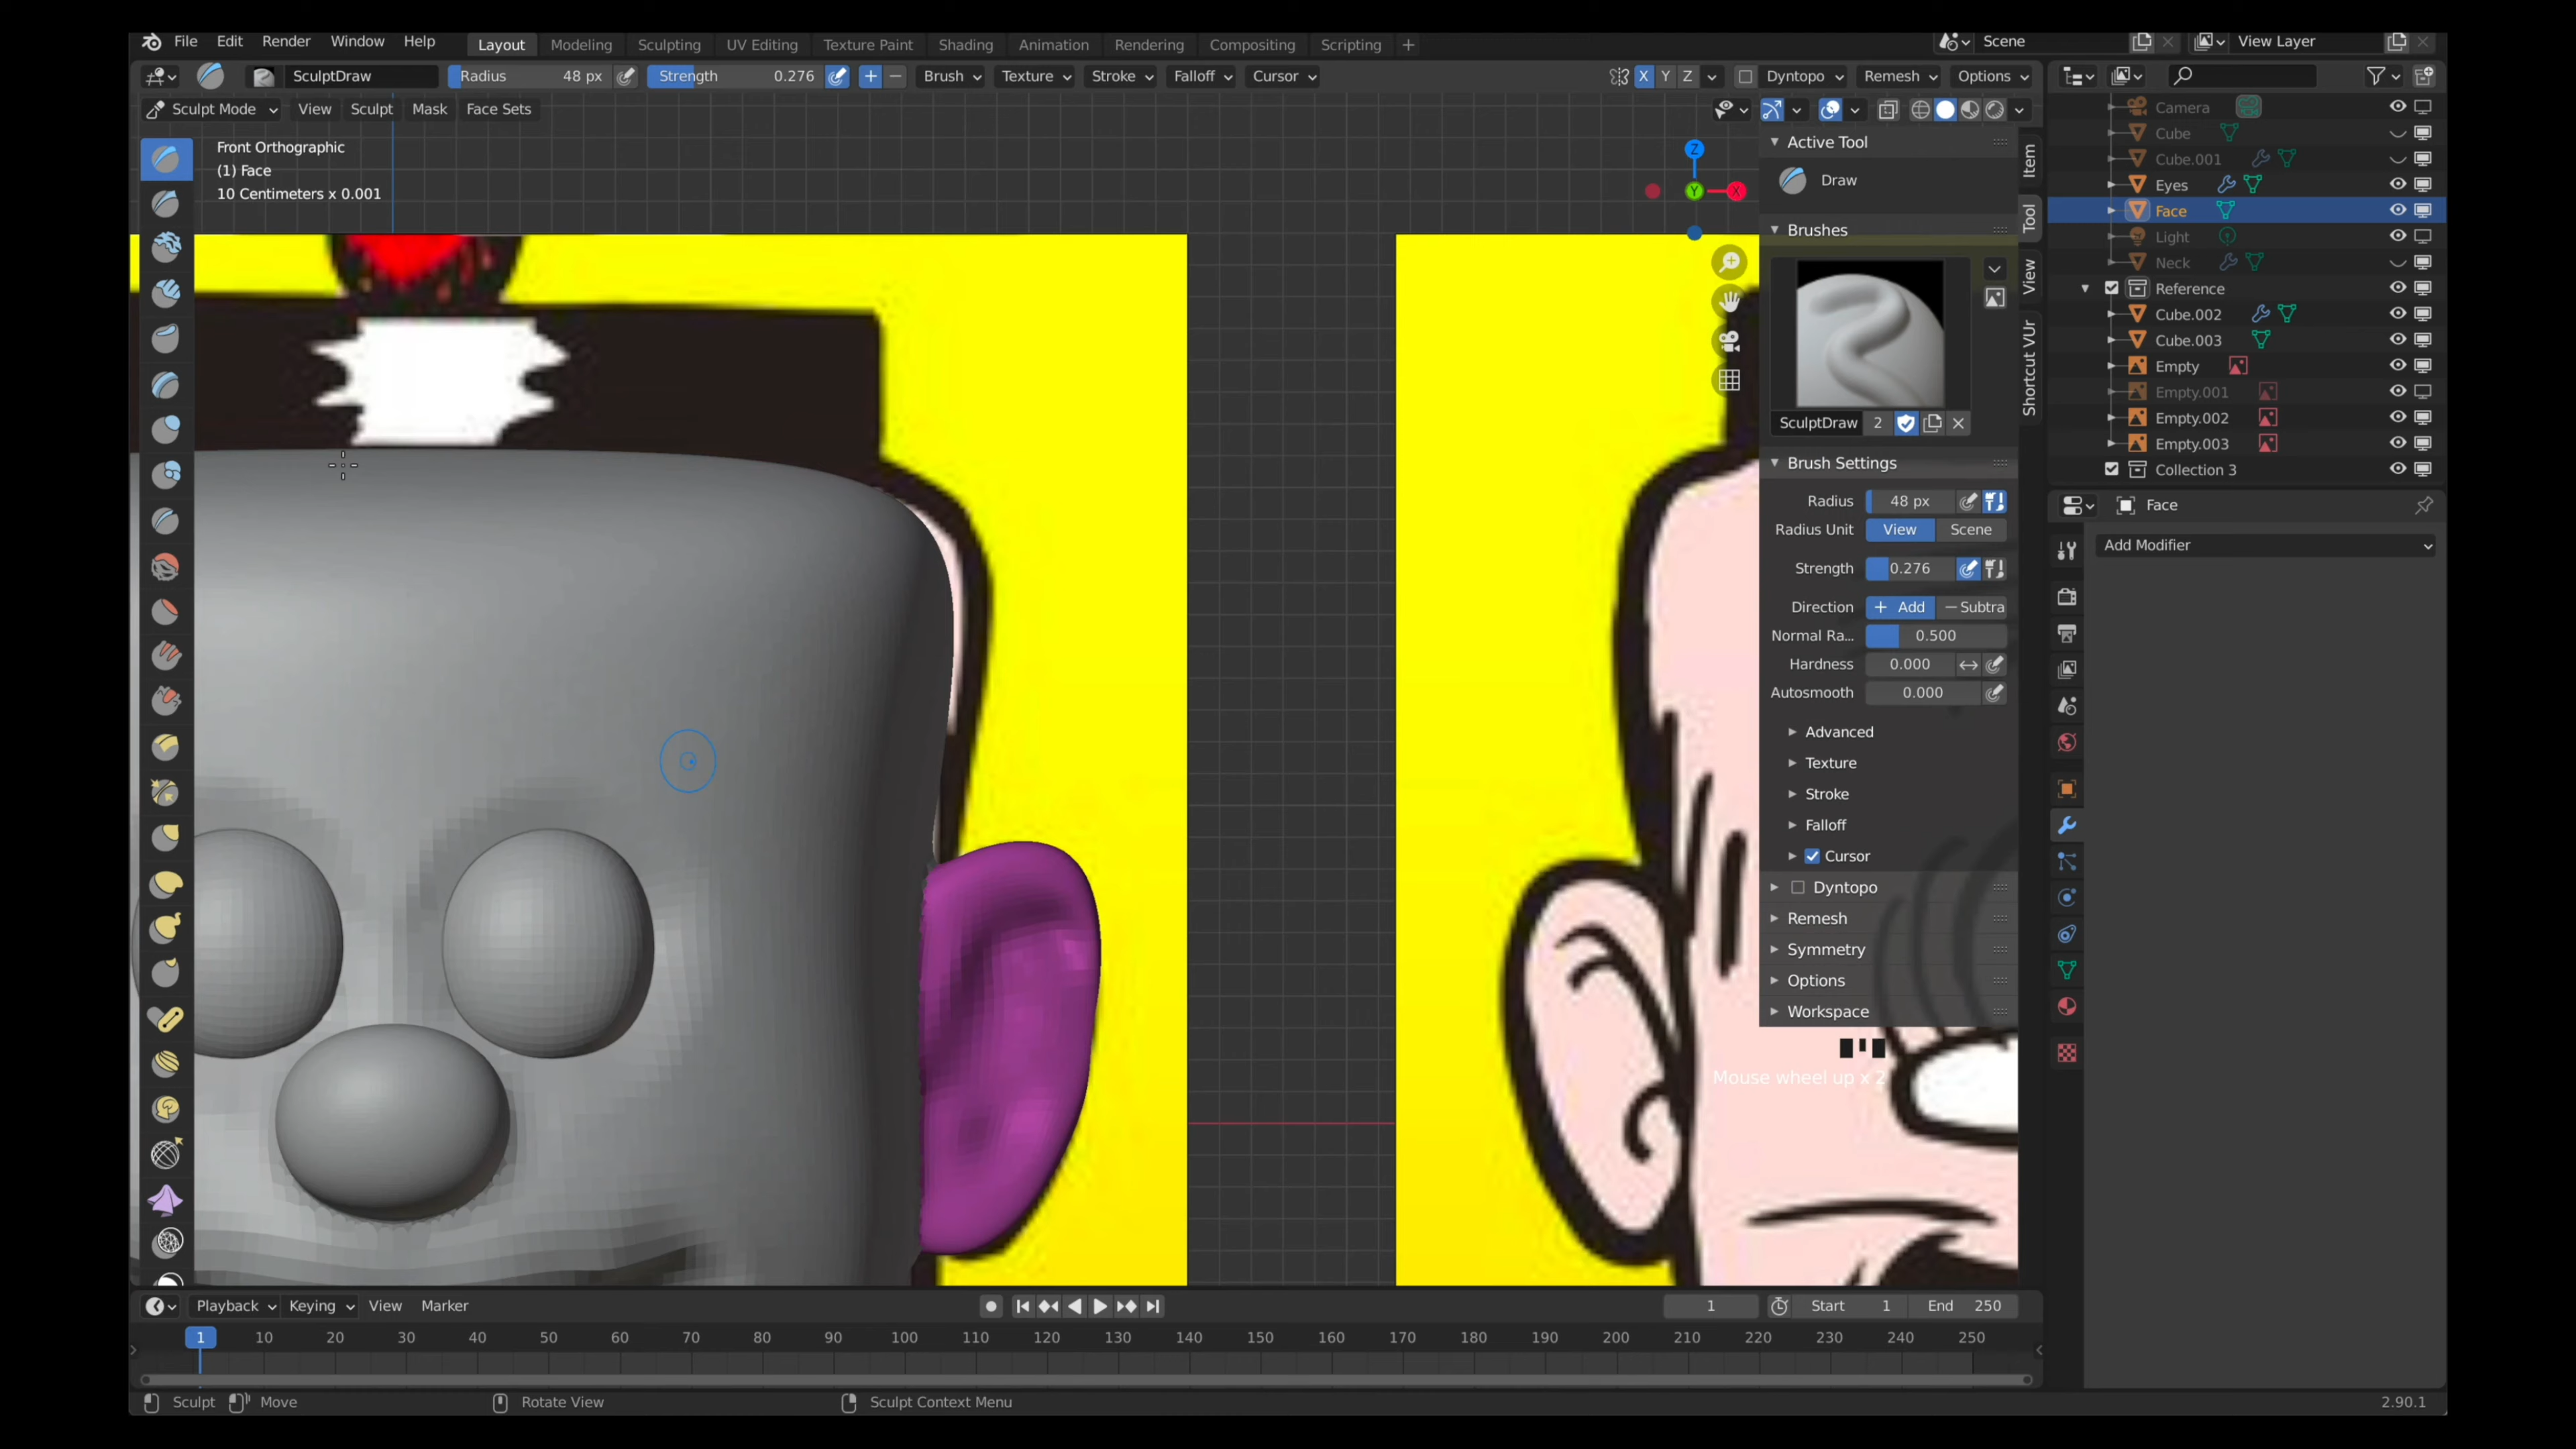 File Edit Render Window Help Layout Modeling Sculpting UV Editing Texture Paint Shading Animation Rendering Compositing Scripting + Scene View Layer
SculptDraw Radius 48 px Strength 0.276 + − Brush Texture Stroke Falloff Cursor X Y Z Dyntopo Remesh Options
Sculpt Mode View Sculpt Mask Face Sets
Front Orthographic
(1) Face
10 Centimeters x 0.001
Z
Y
X
Active Tool
Draw
Brushes
SculptDraw 2
Brush Settings
Radius 48 px
Radius Unit View Scene
Strength 0.276
Direction + Add − Subtra
Normal Ra... 0.500
Hardness 0.000
Autosmooth 0.000
Advanced
Texture
Stroke
Falloff
Cursor
Dyntopo
Remesh
Symmetry
Options
Workspace
Item
Tool
View
Shortcut VUr
Mouse wheel up x 2
Camera
Cube
Cube.001
Eyes
Face
Light
Neck
Reference
Cube.002
Cube.003
Empty
Empty.001
Empty.002
Empty.003
Collection 3
Face
Add Modifier
Playback Keying View Marker 1 Start 1 End 250
1 10 20 30 40 50 60 70 80 90 100 110 120 130 140 150 160 170 180 190 200 210 220 230 240 250
Sculpt Move Rotate View Sculpt Context Menu 2.90.1